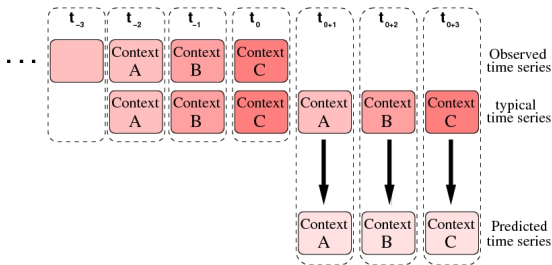 t₋₃ t₋₂ t₋₁ t₀ t₀₊₁ t₀₊₂ t₀₊₃
Context Context Context Observed
... A B C time series
Context Context Context Context Context Context typical
A B C A B C time series
Context Context Context Predicted
A B C time series